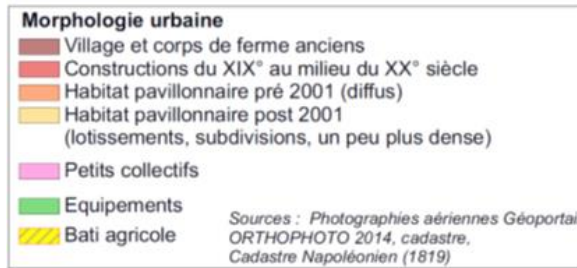 Morphologie urbaine
Village et corps de ferme anciens
Constructions du XIX° au milieu du XX° siècle
Habitat pavillonnaire pré 2001 (diffus)
Habitat pavillonnaire post 2001
(lotissements, subdivisions, un peu plus dense)
Petits collectifs
Equipements
Bati agricole
Sources : Photographies aériennes Géoportail
ORTHOPHOTO 2014, cadastre,
Cadastre Napoléonien (1819)